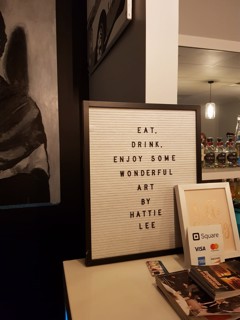 EAT,
DRINK,
ENJOY SOME
WONDERFUL
ART
BY
HATTIE
LEE
Square
VISA